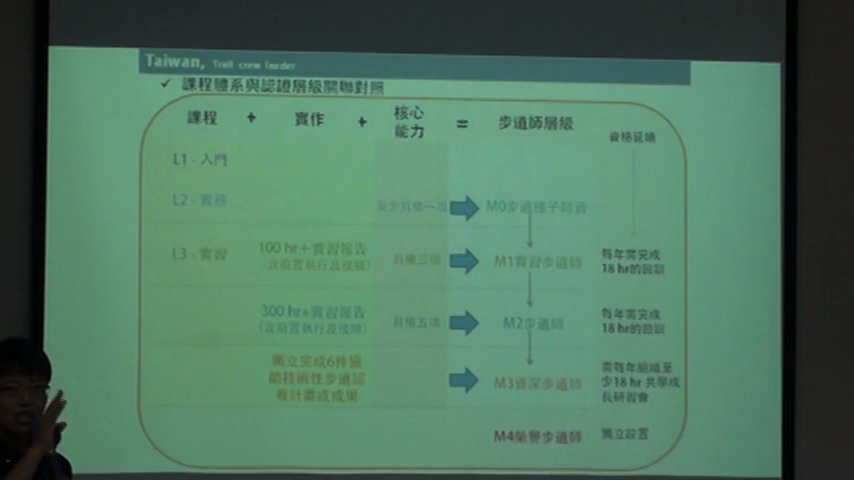 Taiwan, Trail crew leader
✓ 課程體系與認證層級關聯對照
課程 + 實作 + 核心能力 = 步道師層級
資格延續
L1 - 入門
L2 - 實務
至少具備一項
M0步道種子師資
L3 - 實習
100 hr+實習報告
(含前置執行及後續)
具備三項
M1實習步道師
每年需完成
18 hr的回訓
300 hr+實習報告
(含前置執行及後續)
具備五項
M2步道師
每年需完成
18 hr的回訓
獨立完成6件協
助技術性步道認
養計畫或成果
M3資深步道師
需每年組織至
少18 hr 共學成
長研習會
M4榮譽步道師
獨立設置